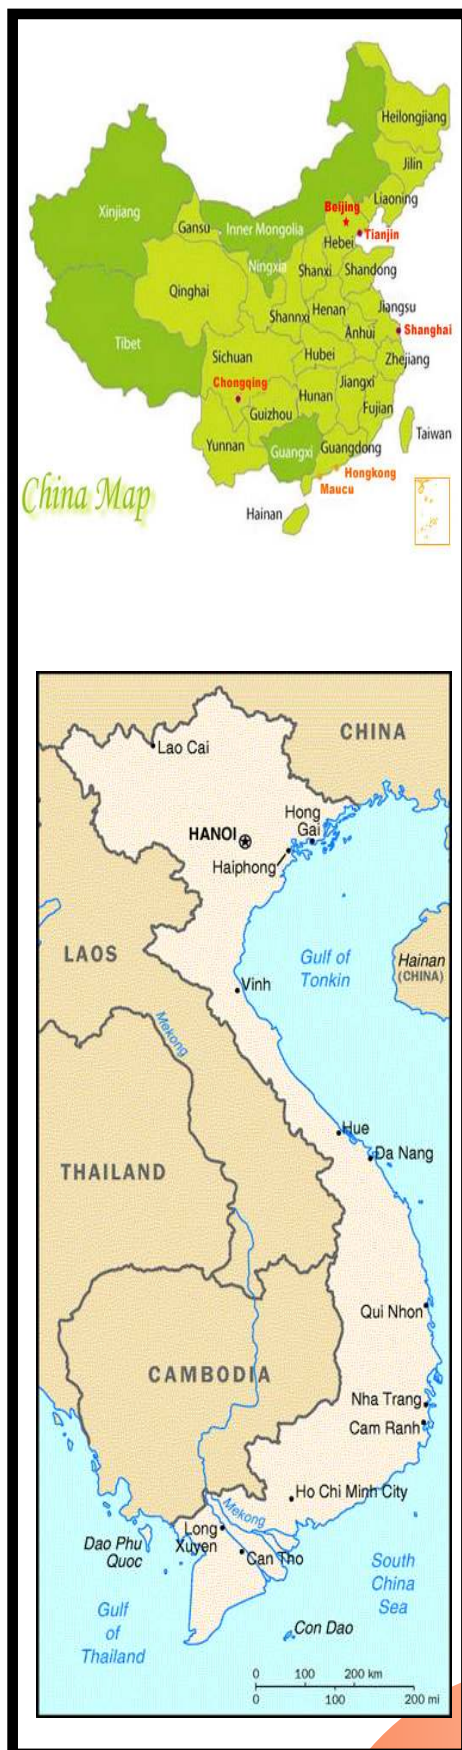 Heilongjiang
Jilin
Liaoning
Beijing
Tianjin
Hebei
Xinjiang
Gansu
Inner Mongolia
Ningxia
Shanxi
Shandong
Qinghai
Shannxi
Henan
Jiangsu
Anhui
Shanghai
Tibet
Sichuan
Hubei
Zhejiang
Chongqing
Guizhou
Hunan
Jiangxi
Fujian
Yunnan
Guangxi
Guangdong
Taiwan
Hongkong
Maucu
China Map
Hainan
CHINA
Lao Cai
Hong
Gai
HANOI
Haiphong
LAOS
Gulf of
Tonkin
Hainan
(CHINA)
Vinh
Mekong
Hue
Da Nang
THAILAND
Qui Nhon
CAMBODIA
Nha Trang
Cam Ranh
Ho Chi Minh City
Mekong
Long
Xuyen
Dao Phu
Quoc
Can Tho
South
China
Sea
Gulf
of
Thailand
Con Dao
0 100 200 km
0 100 200 mi